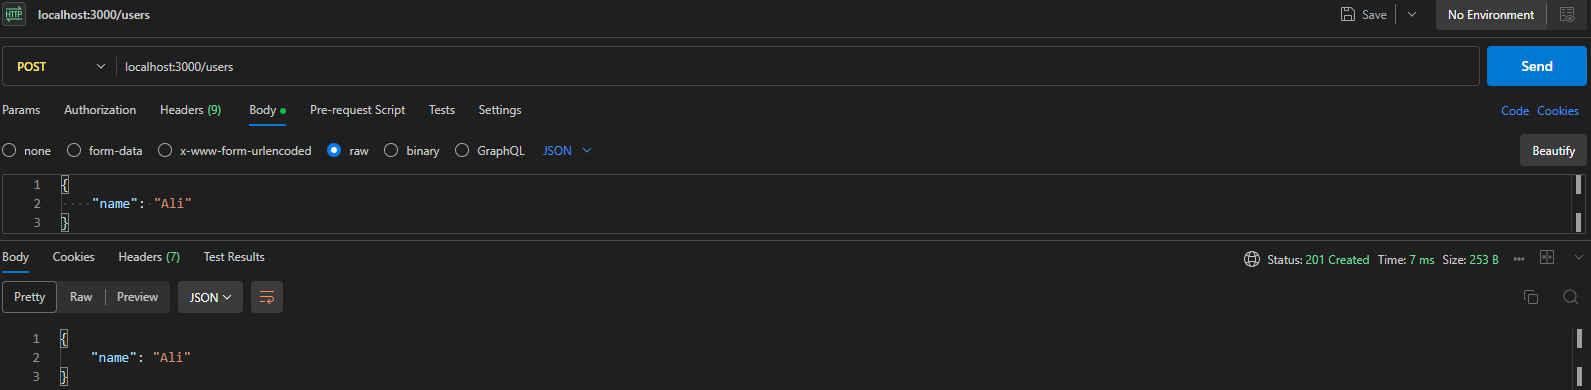 HTTP localhost:3000/users Save No Environment
POST localhost:3000/users Send
Params Authorization Headers (9) Body Pre-request Script Tests Settings Code Cookies
none form-data x-www-form-urlencoded raw binary GraphQL JSON Beautify
1 {
2 "name": "Ali"
3 }
Body Cookies Headers (7) Test Results Status: 201 Created Time: 7 ms Size: 253 B
Pretty Raw Preview JSON
1 {
2 "name": "Ali"
3 }